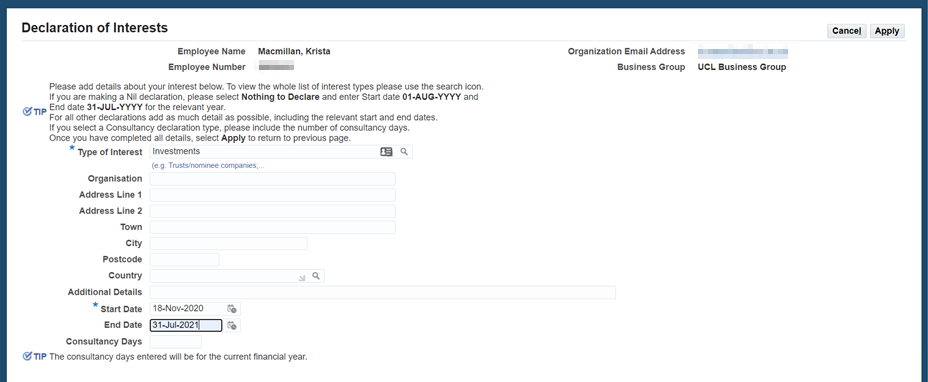 Declaration of Interests
Cancel Apply
Employee Name Macmillan, Krista Organization Email Address
Employee Number Business Group UCL Business Group
Please add details about your interest below. To view the whole list of interest types please use the search icon.
If you are making a Nil declaration, please select Nothing to Declare and enter Start date 01-AUG-YYYY and
TIP End date 31-JUL-YYYY for the relevant year.
For all other declarations add as much detail as possible, including the relevant start and end dates.
If you select a Consultancy declaration type, please include the number of consultancy days.
Once you have completed all details, select Apply to return to previous page.
* Type of Interest Investments
(e.g. Trusts/nominee companies,...
Organisation
Address Line 1
Address Line 2
Town
City
Postcode
Country
Additional Details
* Start Date 18-Nov-2020
End Date 31-Jul-2021
Consultancy Days
TIP The consultancy days entered will be for the current financial year.